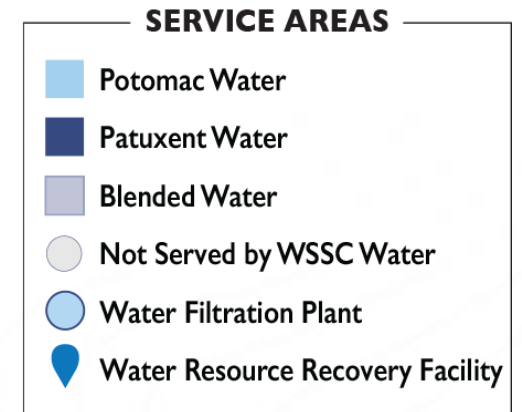 SERVICE AREAS
Potomac Water
Patuxent Water
Blended Water
Not Served by WSSC Water
Water Filtration Plant
Water Resource Recovery Facility